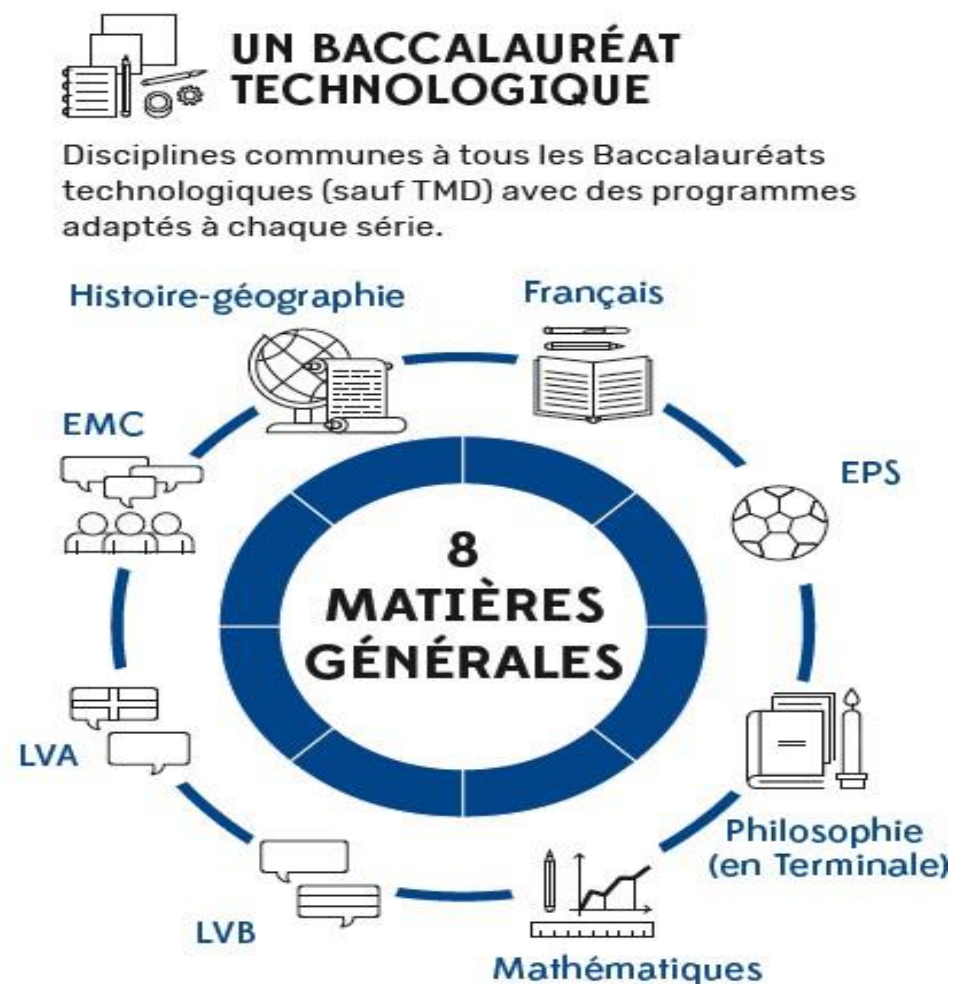 UN BACCALAURÉAT
TECHNOLOGIQUE
Disciplines communes à tous les Baccalauréats
technologiques (sauf TMD) avec des programmes
adaptés à chaque série.
Histoire-géographie
Français
EMC
EPS
8
MATIÈRES
GÉNÉRALES
LVA
Philosophie
(en Terminale)
LVB
Mathématiques